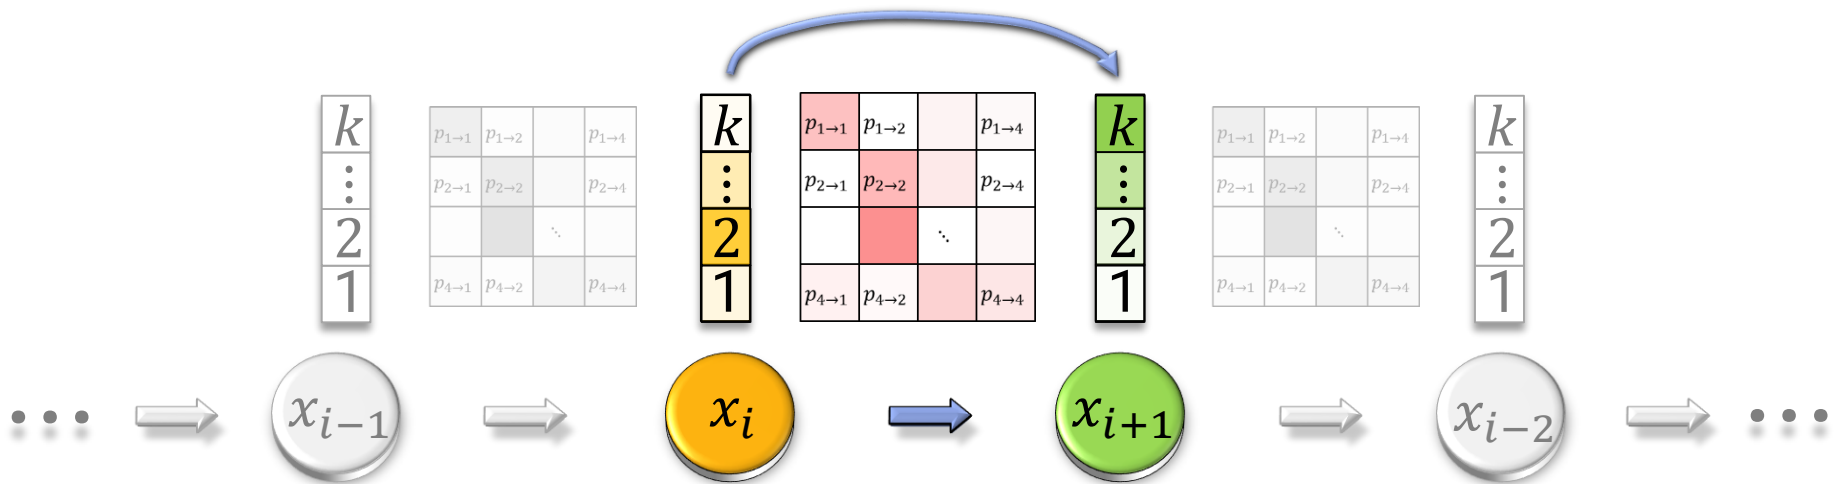 k
⋮
2
1
p1→1 p1→2 p1→4
p2→1 p2→2 p2→4
⋱
p4→1 p4→2 p4→4
k
⋮
2
1
p1→1 p1→2 p1→4
p2→1 p2→2 p2→4
⋱
p4→1 p4→2 p4→4
k
⋮
2
1
p1→1 p1→2 p1→4
p2→1 p2→2 p2→4
⋱
p4→1 p4→2 p4→4
k
⋮
2
1
••• xi−1 xi xi+1 xi−2 •••